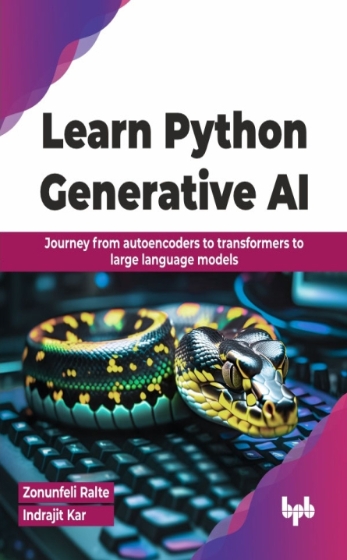 Learn Python
Generative AI
Journey from autoencoders to transformers to
large language models
Zonunfeli Ralte
Indrajit Kar
bpb